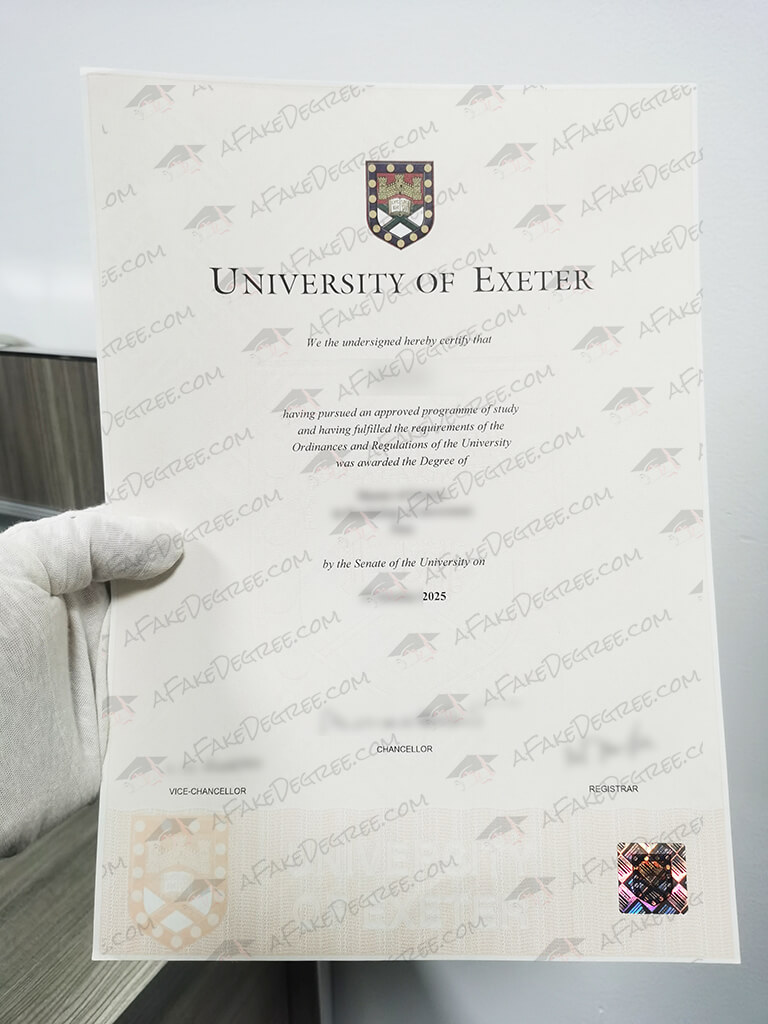 UNIVERSITY OF EXETER
We the undersigned hereby certify that
having pursued an approved programme of study
and having fulfilled the requirements of the
Ordinances and Regulations of the University
was awarded the Degree of
by the Senate of the University on
2025
CHANCELLOR
VICE-CHANCELLOR
REGISTRAR
AFAKEDEGREE.COM